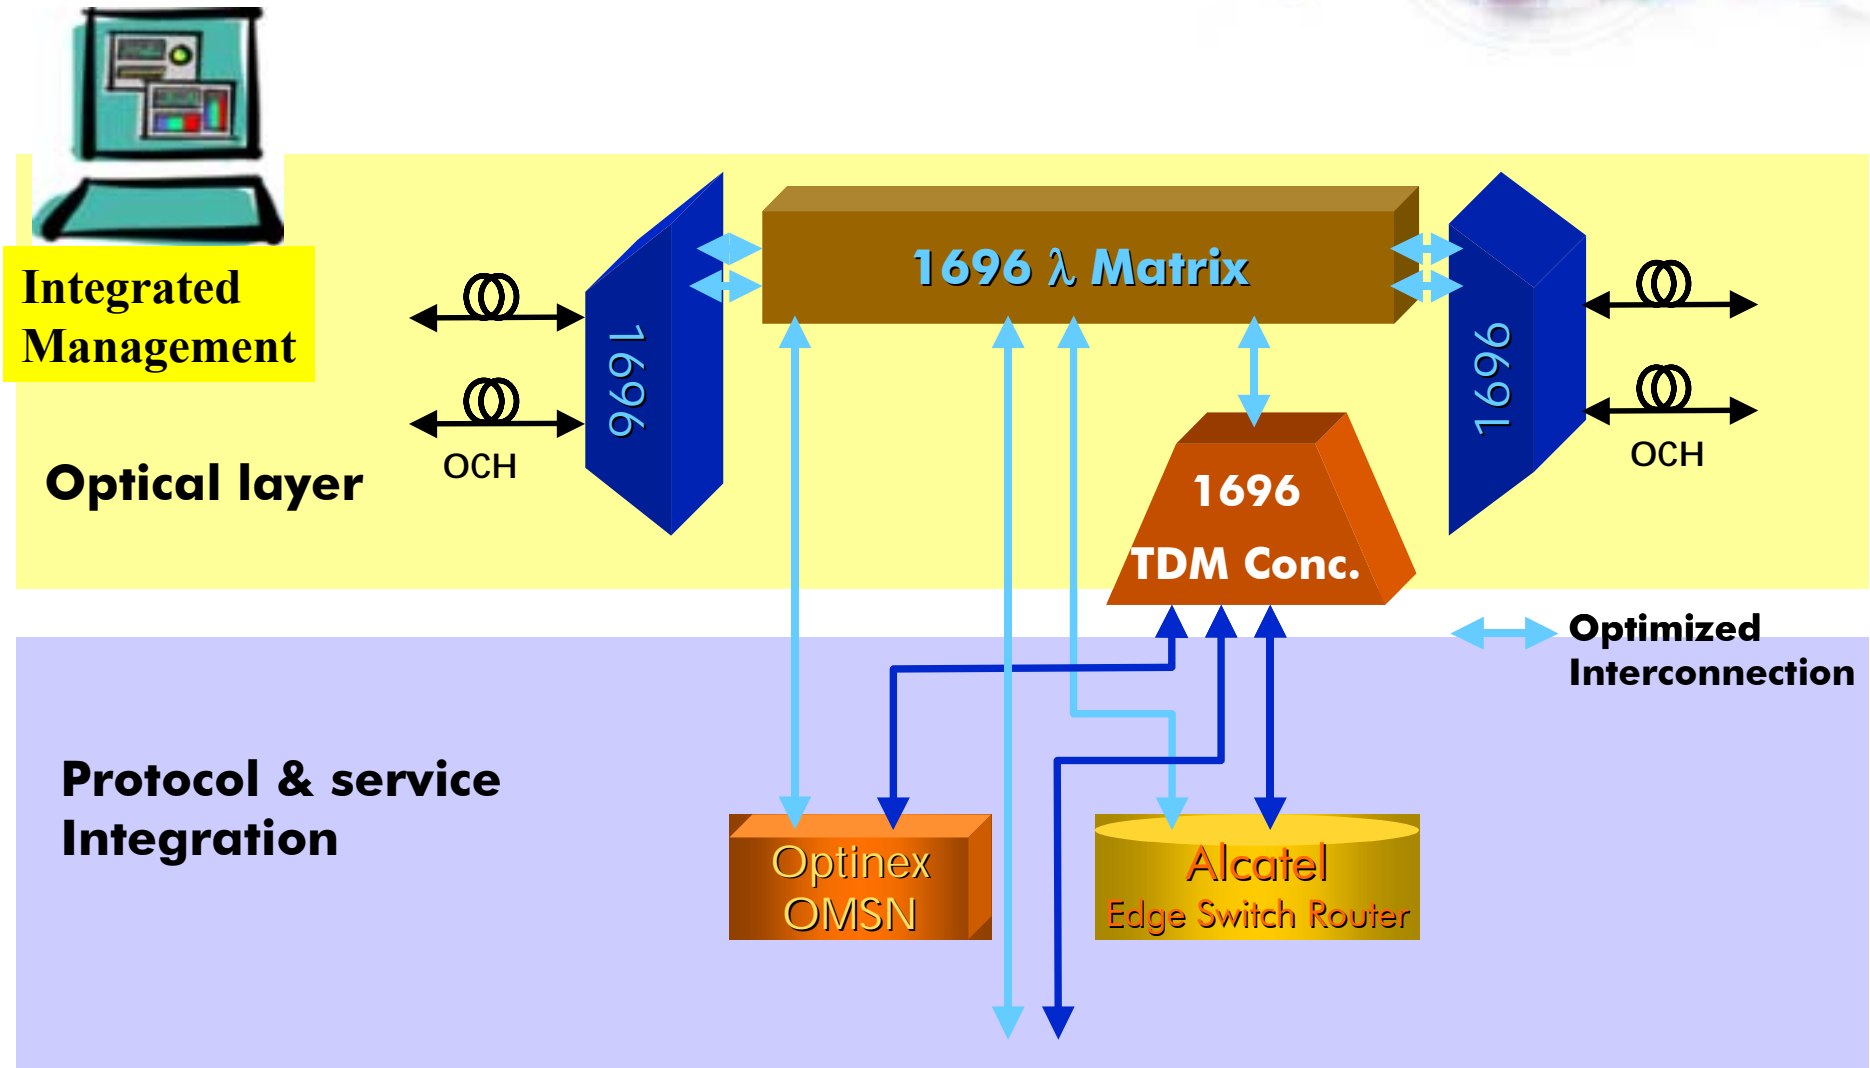 Integrated
Management
1696 λ Matrix
1696
1696
OCH
OCH
Optical layer
1696
TDM Conc.
Optimized
Interconnection
Protocol & service
Integration
Optinex
OMSN
Alcatel
Edge Switch Router